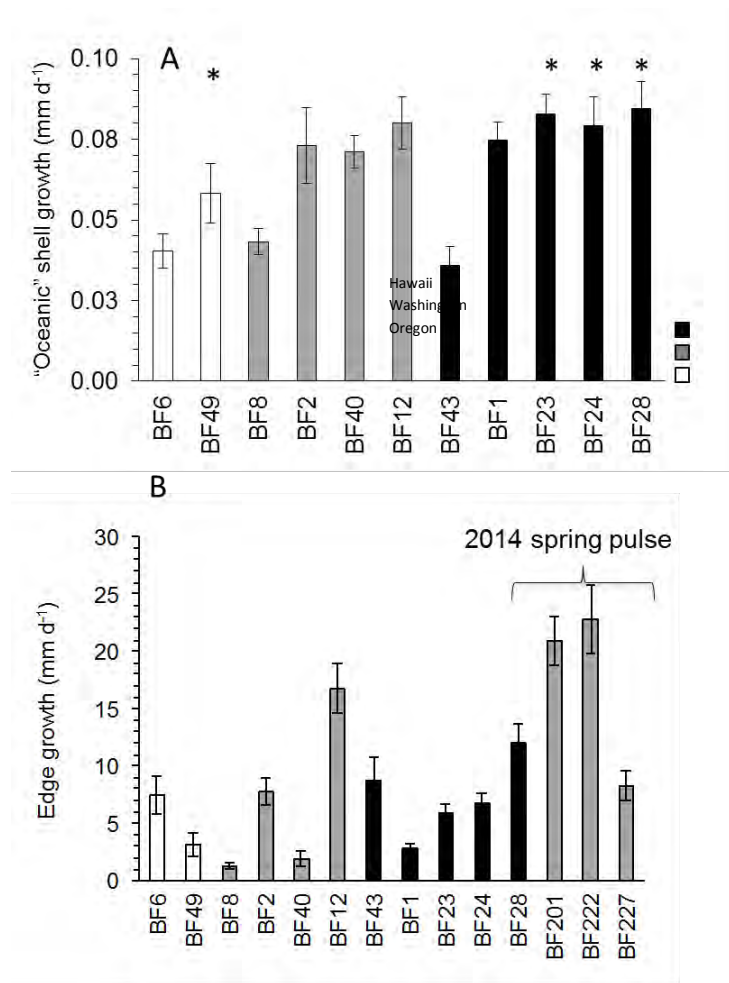 A
"Oceanic" shell growth (mm d-1)
0.10
0.08
0.05
0.03
0.00
* * * *
Hawaii
Washington
Oregon
BF6 BF49 BF8 BF2 BF40 BF12 BF43 BF1 BF23 BF24 BF28
B
Edge growth (mm d-1)
30
25
20
15
10
5
0
2014 spring pulse
BF6 BF49 BF8 BF2 BF40 BF12 BF43 BF1 BF23 BF24 BF28 BF201 BF222 BF227